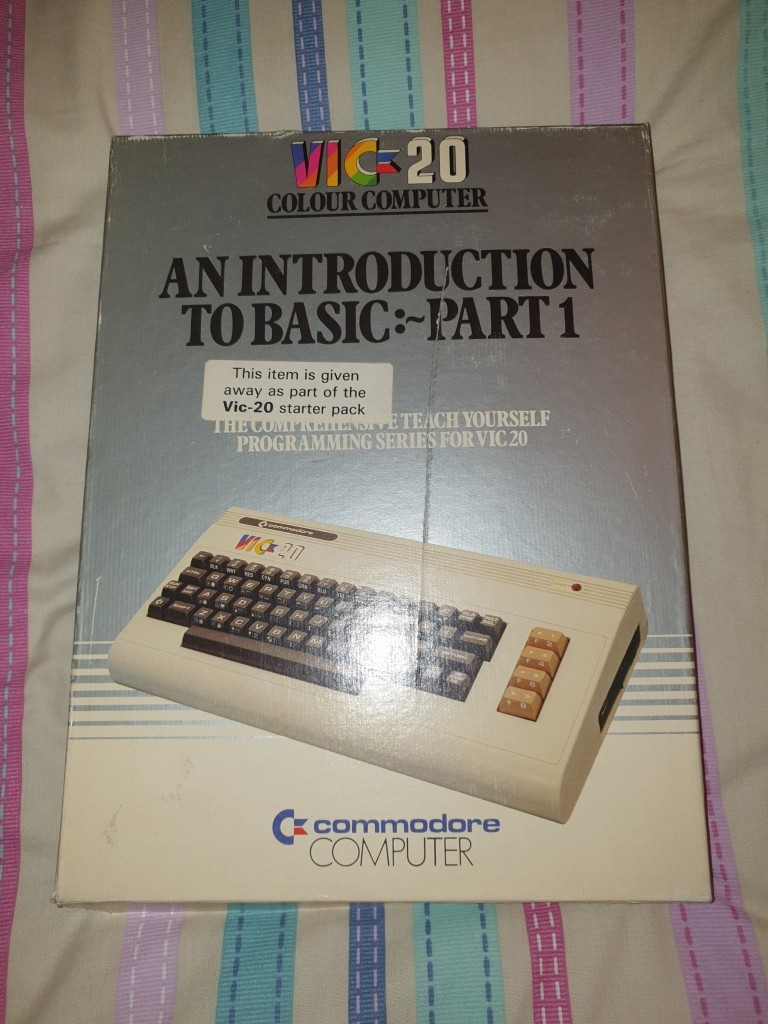 VIC 20
COLOUR COMPUTER
AN INTRODUCTION
TO BASIC:~PART 1
This item is given
away as part of the
Vic-20 starter pack
THE COMPREHENSIVE TEACH YOURSELF
PROGRAMMING SERIES FOR VIC 20
commodore
VIC 20
commodore
COMPUTER